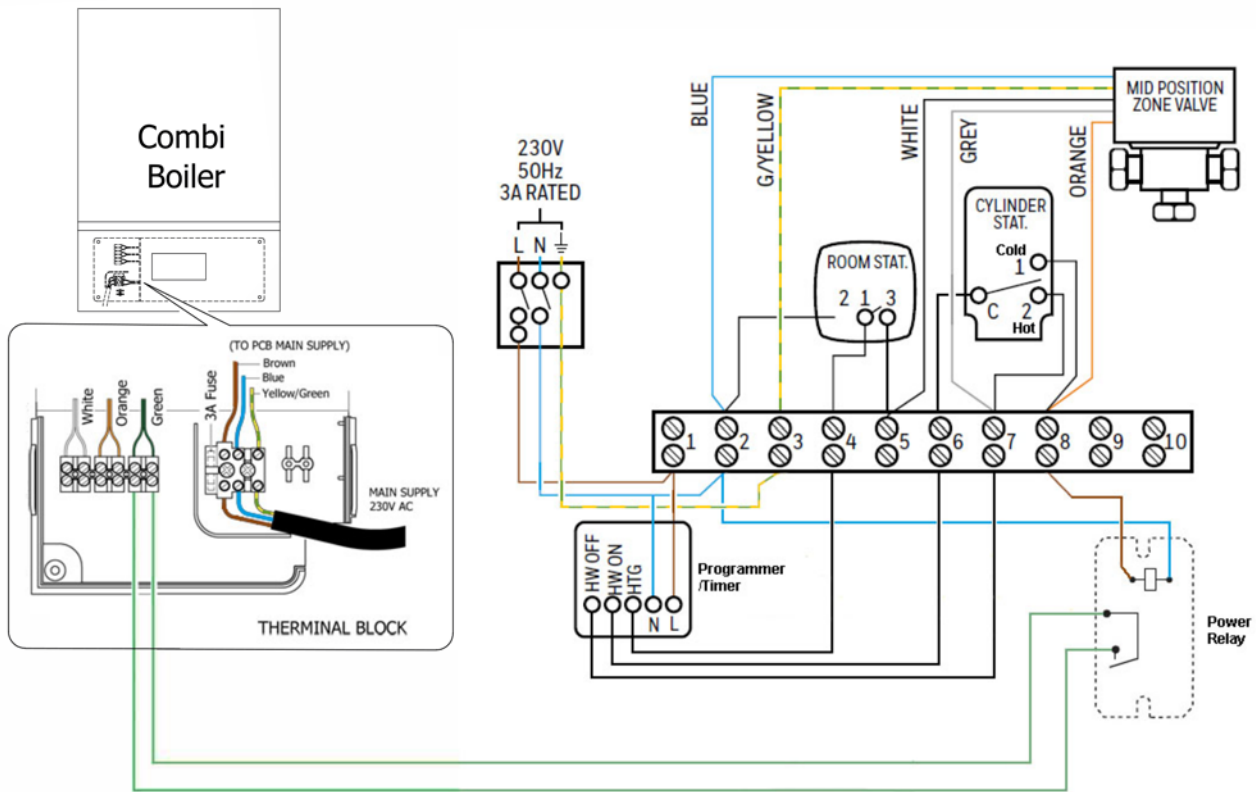 Combi
Boiler
(TO PCB MAIN SUPPLY)
Brown
Blue
Yellow/Green
3A Fuse
White
Orange
Green
MAIN SUPPLY
230V AC
THERMINAL BLOCK
230V
50Hz
3A RATED
L N
BLUE
G/YELLOW
WHITE
GREY
ORANGE
MID POSITION
ZONE VALVE
ROOM STAT.
2 1 3
CYLINDER
STAT.
Cold
1
C 2
Hot
1 2 3 4 5 6 7 8 9 10
HW OFF
HW ON
HTG
N L
Programmer
/Timer
Power
Relay